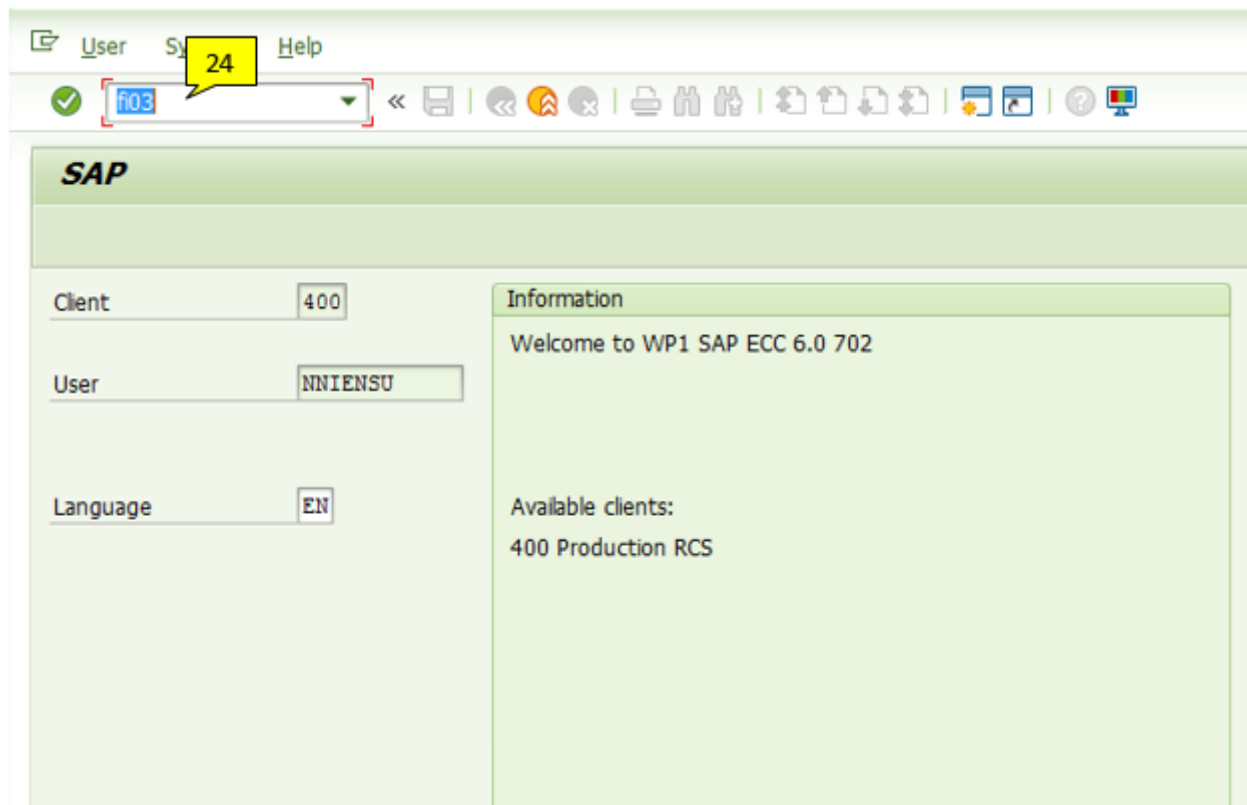 User Sy Help
24
fi03
SAP
Client 400
User NNIENSU
Language EN
Information
Welcome to WP1 SAP ECC 6.0 702
Available clients:
400 Production RCS